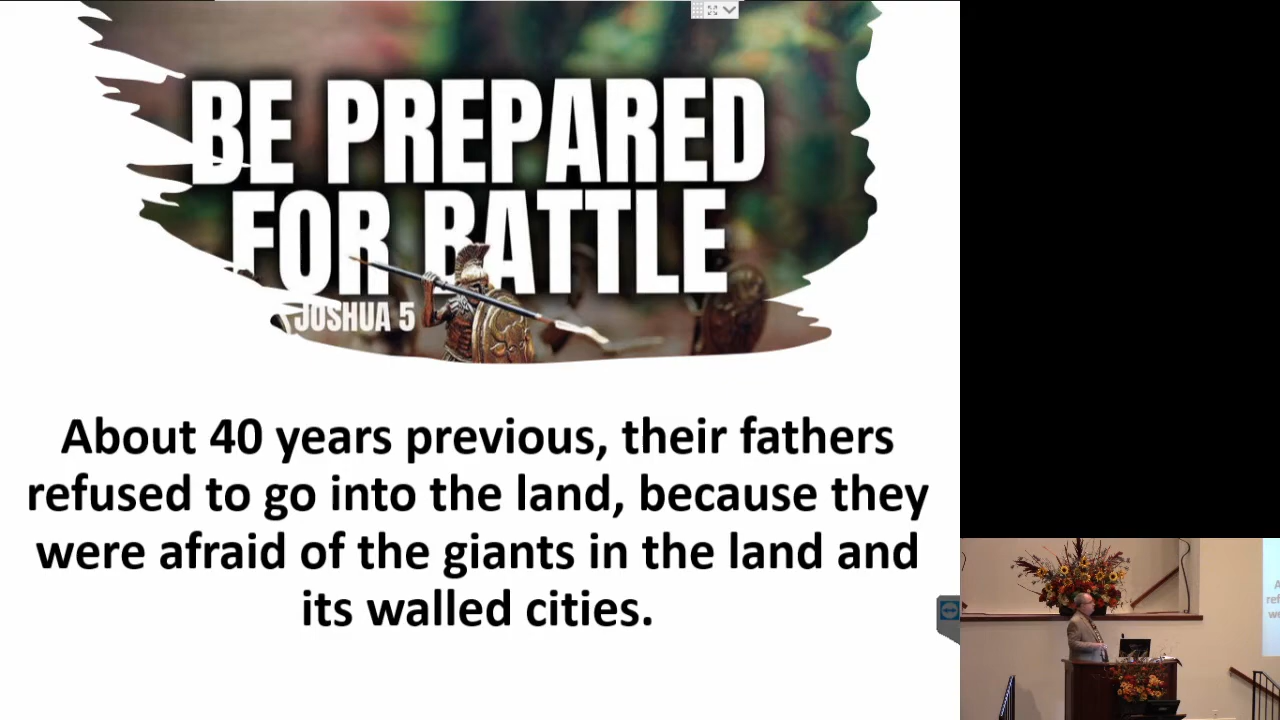 BE PREPARED
FOR BATTLE
JOSHUA 5
About 40 years previous, their fathers
refused to go into the land, because they
were afraid of the giants in the land and
its walled cities.